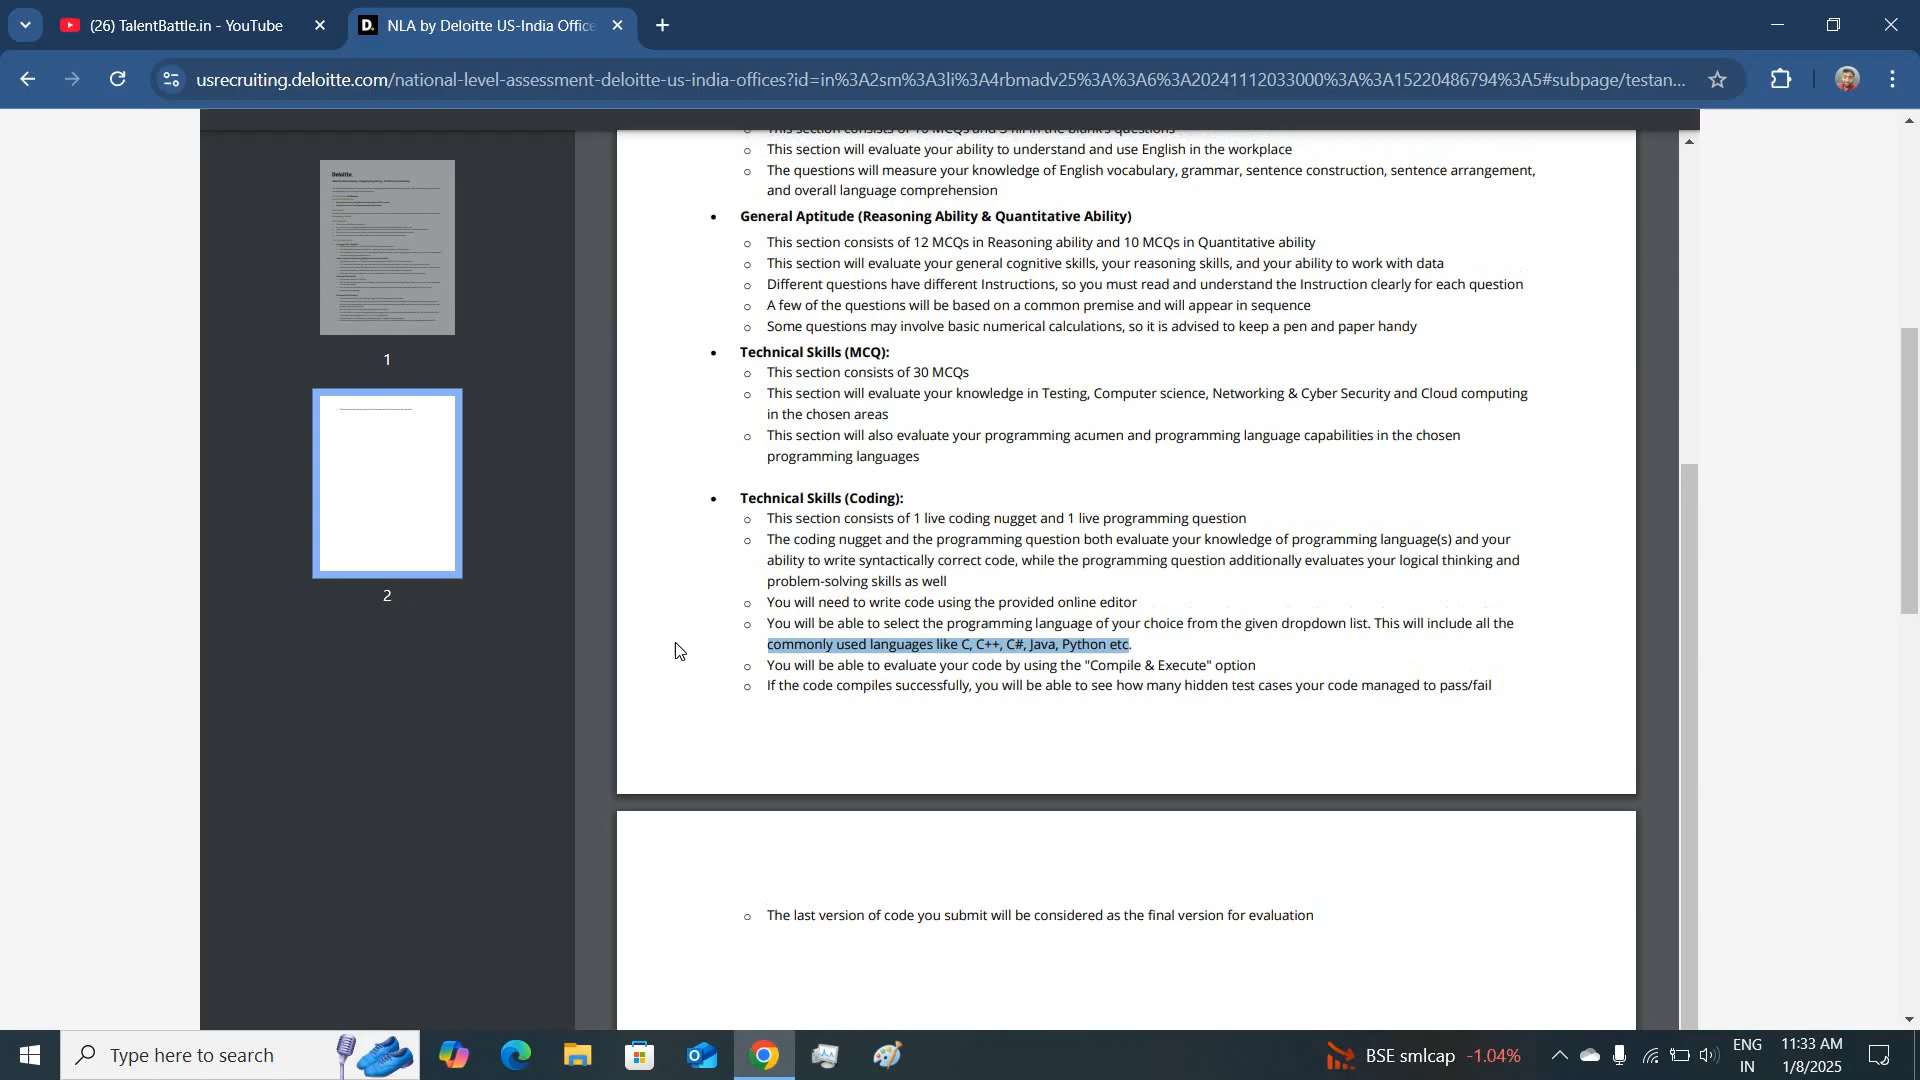 (26) TalentBattle.in - YouTube
NLA by Deloitte US-India Office
usrecruiting.deloitte.com/national-level-assessment-deloitte-us-india-offices?id=in%3A2sm%3A3li%3A4rbmadv25%3A%3A6%3A20241112033000%3A%3A15220486794%3A5#subpage/testan...
Deloitte.
1
2
This section consists of 10 MCQs and 5 fill in the blanks questions
This section will evaluate your ability to understand and use English in the workplace
The questions will measure your knowledge of English vocabulary, grammar, sentence construction, sentence arrangement,
and overall language comprehension
General Aptitude (Reasoning Ability & Quantitative Ability)
This section consists of 12 MCQs in Reasoning ability and 10 MCQs in Quantitative ability
This section will evaluate your general cognitive skills, your reasoning skills, and your ability to work with data
Different questions have different Instructions, so you must read and understand the Instruction clearly for each question
A few of the questions will be based on a common premise and will appear in sequence
Some questions may involve basic numerical calculations, so it is advised to keep a pen and paper handy
Technical Skills (MCQ):
This section consists of 30 MCQs
This section will evaluate your knowledge in Testing, Computer science, Networking & Cyber Security and Cloud computing
in the chosen areas
This section will also evaluate your programming acumen and programming language capabilities in the chosen
programming languages
Technical Skills (Coding):
This section consists of 1 live coding nugget and 1 live programming question
The coding nugget and the programming question both evaluate your knowledge of programming language(s) and your
ability to write syntactically correct code, while the programming question additionally evaluates your logical thinking and
problem-solving skills as well
You will need to write code using the provided online editor
You will be able to select the programming language of your choice from the given dropdown list. This will include all the
commonly used languages like C, C++, C#, Java, Python etc.
You will be able to evaluate your code by using the "Compile & Execute" option
If the code compiles successfully, you will be able to see how many hidden test cases your code managed to pass/fail
The last version of code you submit will be considered as the final version for evaluation
Type here to search
BSE smlcap -1.04%
ENG
IN
11:33 AM
1/8/2025